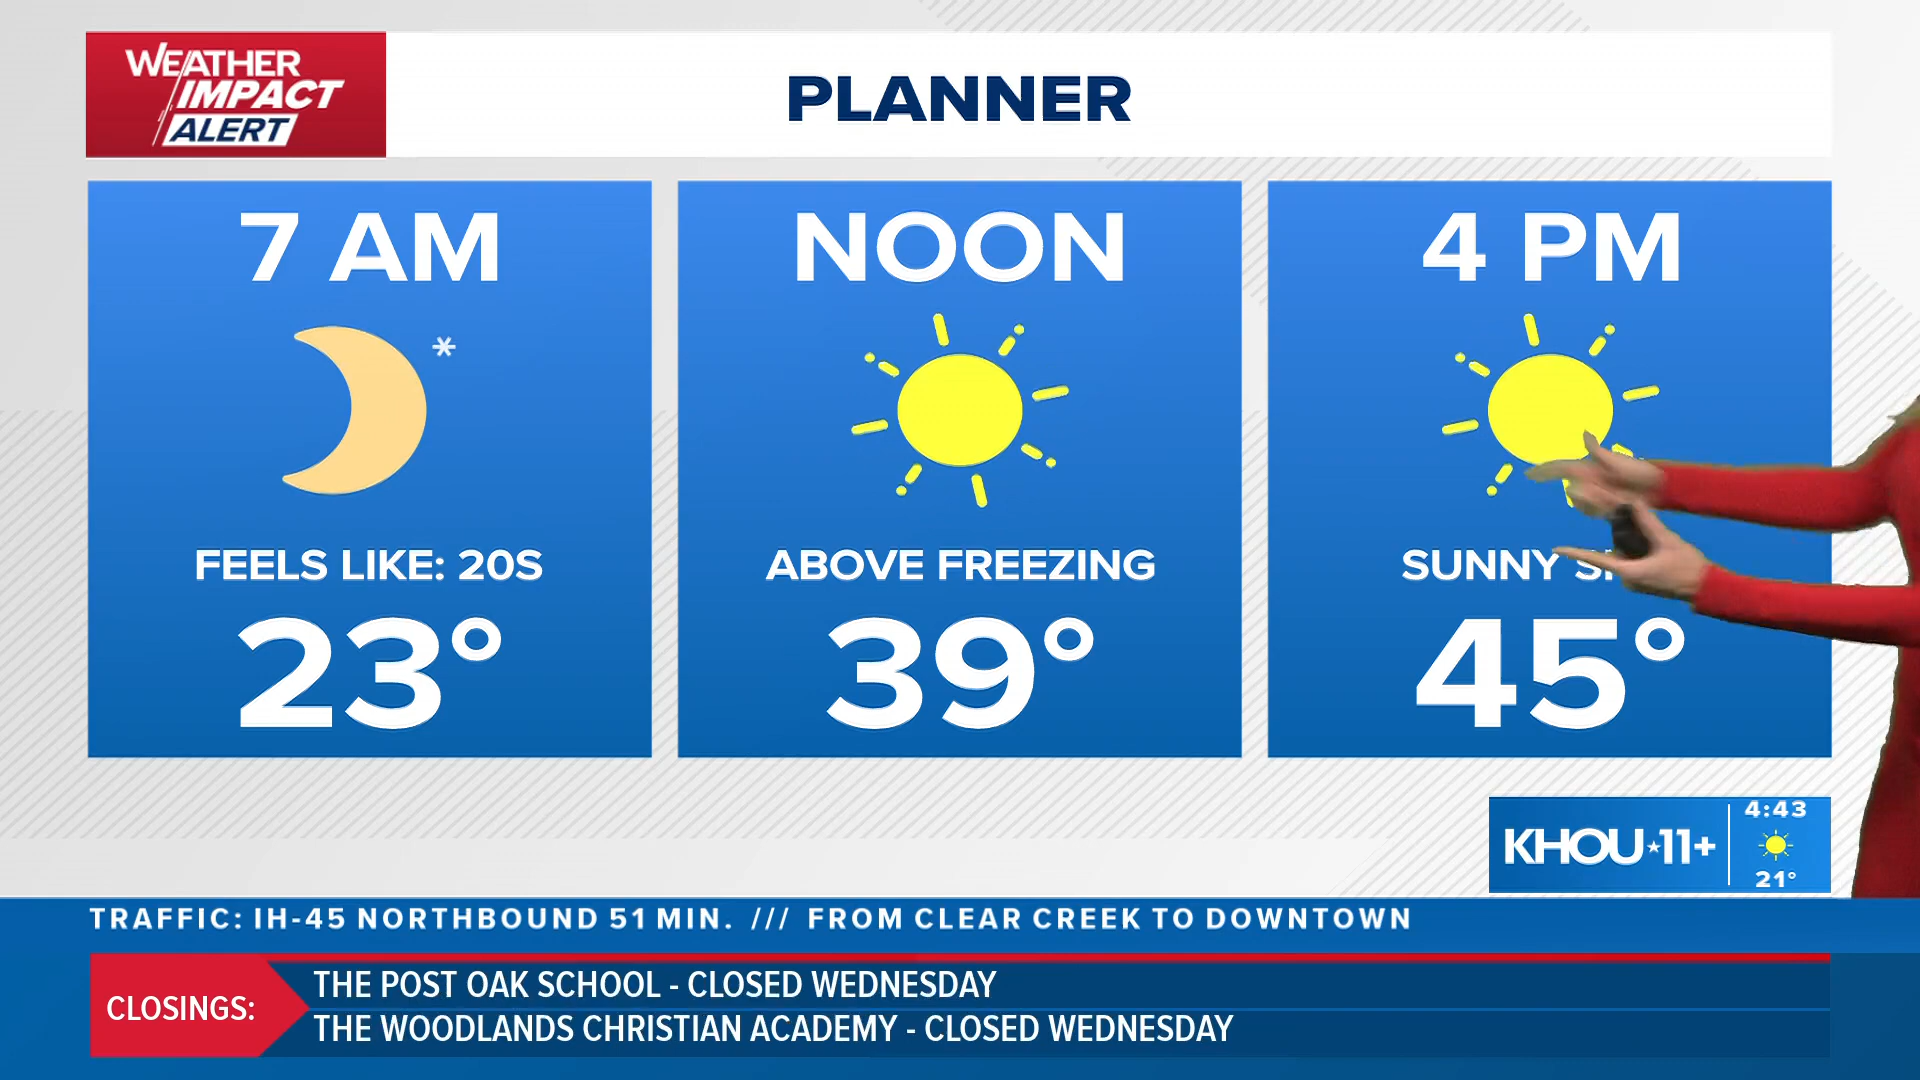 WEATHER
IMPACT
ALERT
PLANNER
7 AM
FEELS LIKE: 20S
23°
NOON
ABOVE FREEZING
39°
4 PM
SUNNY
45°
KHOU★11+
4:43
21°
TRAFFIC: IH-45 NORTHBOUND 51 MIN. /// FROM CLEAR CREEK TO DOWNTOWN
CLOSINGS:
THE POST OAK SCHOOL - CLOSED WEDNESDAY
THE WOODLANDS CHRISTIAN ACADEMY - CLOSED WEDNESDAY